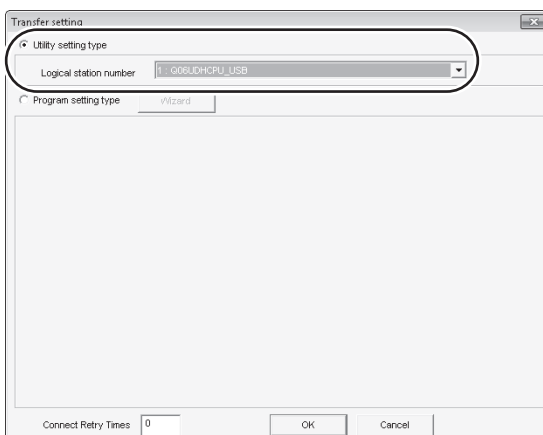 Transfer setting
Utility setting type
Logical station number 1 : Q06UDHCPU_USB
Program setting type Wizard
Connect Retry Times 0 OK Cancel